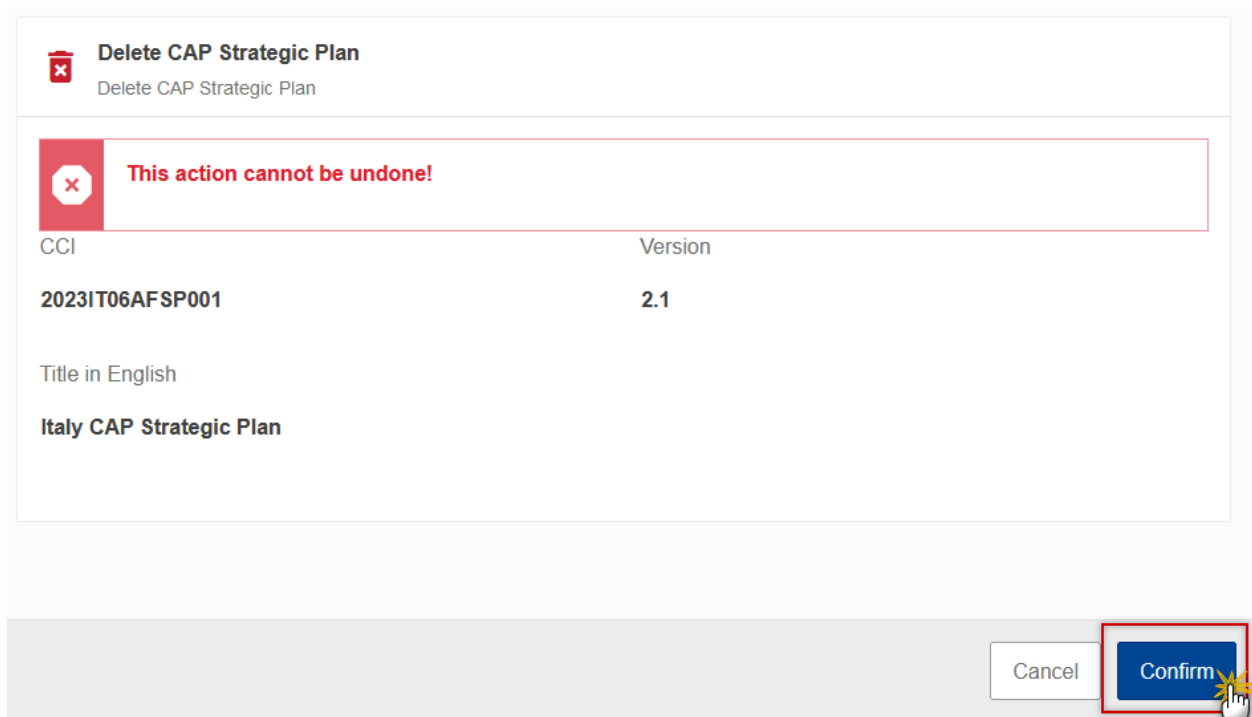 Delete CAP Strategic Plan
Delete CAP Strategic Plan
This action cannot be undone!
CCI
Version
2023IT06AFSP001
2.1
Title in English
Italy CAP Strategic Plan
Cancel
Confirm